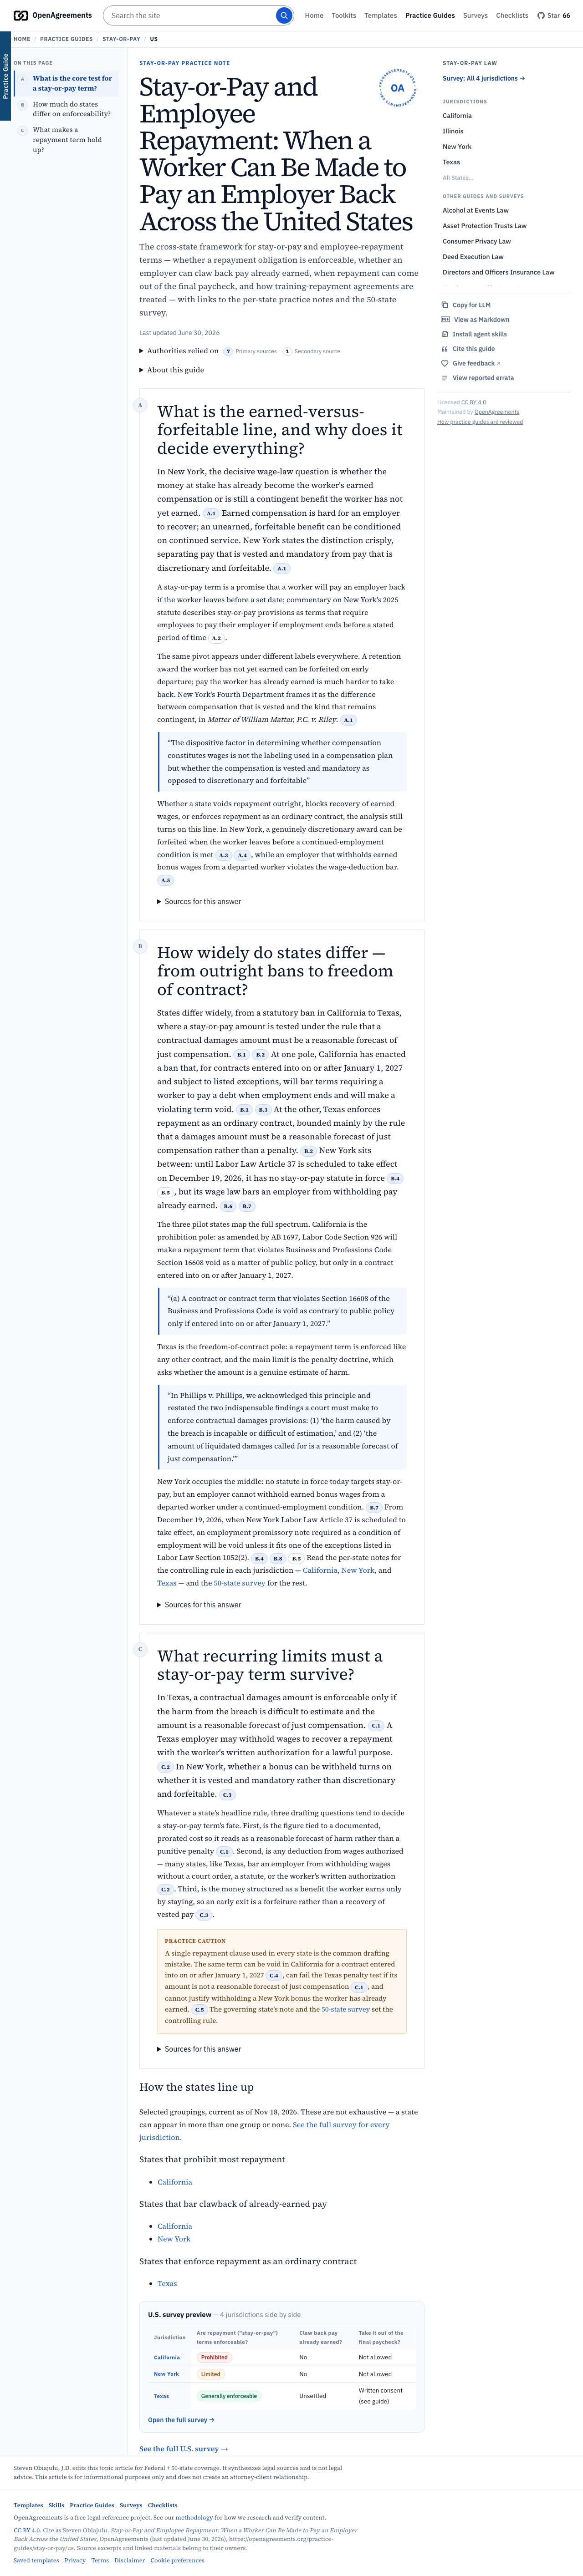 OpenAgreements
Search the site
Home
Toolkits
Templates
Practice Guides
Surveys
Checklists
Star 66
HOME / PRACTICE GUIDES / STAY-OR-PAY / US
Practice Guide
ON THIS PAGE
A What is the core test for
a stay-or-pay term?
B How much do states
differ on enforceability?
C What makes a
repayment term hold
up?
US STAY-OR-PAY PRACTICE NOTE
Stay-or-Pay and
Employee
Repayment: When a
Worker Can Be Made to
Pay an Employer Back
Across the United States
OA
The cross-state framework for stay-or-pay and employee-repayment
terms — whether a repayment obligation is enforceable, whether an
employer can claw back pay already earned, when repayment can come
out of the final paycheck, and how immigration-program arrangements are
treated — with links to the per-state practice notes and the 50-state
survey.
Last updated June 30, 2026
Authorities relied on 7 Primary sources 1 Secondary source
About this guide
A
What is the earned-versus-
forfeitable line, and why does it
decide everything?
In New York, the decisive wage-law question is whether the
money at stake has already become the worker's earned
compensation or is still a contingent benefit the worker has not
yet earned. A.1 Earned compensation is hard for an employer
to recover; an unearned, forfeitable benefit can be conditioned
on continued service. New York states the distinction crisply,
separating pay that is vested and mandatory from pay that is
discretionary and forfeitable. A.1
A stay-or-pay term is a promise that a worker will pay an employer back
if the worker leaves before a set date; commentary on New York's 2025
statute describes stay-or-pay provisions as terms that require
employees to pay their employer if employment ends before a stated
period of time A.2 .
The same pivot appears under different labels everywhere. A retention
award the worker has not yet earned can be forfeited on early
departure; pay the worker has already earned is much harder to take
back. New York's Fourth Department frames it as the difference
between compensation that is vested and the kind that remains
contingent, in Matter of William Mattar, P.C. v. Riley. A.1
“The dispositive factor in determining whether compensation
constitutes wages is not the labeling used in a compensation plan
but whether the compensation is vested and mandatory as
opposed to discretionary and forfeitable”
Whether a state voids repayment outright, blocks recovery of earned
wages, or enforces repayment as an ordinary contract, the analysis still
turns on this line. In New York, a genuinely discretionary award can be
forfeited when the worker leaves before a continued-employment
condition is met A.3 A.4 , while an employer that withholds earned
bonus wages from a departed worker violates the wage-deduction bar.
A.5
Sources for this answer
B
How widely do states differ —
from outright bans to freedom
of contract?
States differ widely, from a statutory ban in California to Texas,
where a stay-or-pay amount is tested under the rule that a
contractual damages amount must be a reasonable forecast of
just compensation. B.1 B.2 At one pole, California has enacted
a ban that, for contracts entered into on or after January 1, 2027
and subject to listed exceptions, will bar terms requiring a
worker to pay a debt when employment ends and will make a
violating term void. B.1 B.3 At the other, Texas enforces
repayment as an ordinary contract, bounded mainly by the rule
that a damages amount must be a reasonable forecast of just
compensation rather than a penalty. B.2 New York sits
between: until Labor Law Article 37 is scheduled to take effect
on December 19, 2026, it has no stay-or-pay statute in force B.4
B.5 , but its wage law bars an employer from withholding pay
already earned. B.6 B.7
The three pilot states map the full spectrum. California is the
prohibition pole: as amended by AB 1697, Labor Code Section 926 will
make a repayment term that violates Business and Professions Code
Section 16608 void as a matter of public policy, but only in a contract
entered into on or after January 1, 2027.
“(a) A contract or contract term that violates Section 16608 of the
Business and Professions Code is void as contrary to public policy
only if entered into on or after January 1, 2027.”
Texas is the freedom-of-contract pole: a repayment term is enforced like
any other contract, and the main limit is the penalty doctrine, which
asks whether the amount is a genuine estimate of harm.
“In Phillips v. Phillips, we acknowledged this principle and
restated the two indispensable findings a court must make to
enforce contractual damages provisions: (1) ‘the harm caused by
the breach is incapable or difficult of estimation,’ and (2) ‘the
amount of liquidated damages called for is a reasonable forecast of
just compensation.’”
New York occupies the middle: no statute in force today targets stay-or-
pay, but an employer cannot withhold earned bonus wages from a
departed worker under a continued-employment condition. B.7 From
December 19, 2026, when New York Labor Law Article 37 is scheduled to
take effect, an employment promissory note required as a condition of
employment will be void unless it fits one of the exceptions listed in
Labor Law Section 1052(2). B.4 B.8 B.5 Read the per-state notes for
the controlling rule in each jurisdiction — California, New York, and
Texas — and the 50-state survey for the rest.
Sources for this answer
C
What recurring limits must a
stay-or-pay term survive?
In Texas, a contractual damages amount is enforceable only if
the harm from the breach is difficult to estimate and the
amount is a reasonable forecast of just compensation. C.1 A
Texas employer may withhold wages to recover a repayment
with the worker's written authorization for a lawful purpose.
C.2 In New York, whether a bonus can be withheld turns on
whether it is vested and mandatory rather than discretionary
and forfeitable. C.3
Whatever a state's headline rule, three drafting questions tend to decide
a stay-or-pay term's fate. First, is the figure tied to a documented,
prorated cost so it reads as a reasonable forecast of harm rather than a
punitive penalty C.1 . Second, is any deduction from wages authorized
— many states, like Texas, bar an employer from withholding wages
without a court order, a statute, or the worker's written authorization
C.2 . Third, is the money structured as a benefit the worker earns only
by staying, so an early exit is a forfeiture rather than a recovery of
vested pay C.3 .
PRACTICE CAUTION
A single repayment clause used in every state is the common drafting
mistake. The same term can be void in California for a contract entered
into on or after January 1, 2027 C.4 , can fail the Texas penalty test if its
amount is not a reasonable forecast of just compensation C.1 , and
cannot justify withholding a New York bonus the worker has already
earned. C.5 The governing state's note and the 50-state survey set the
controlling rule.
Sources for this answer
How the states line up
Selected groupings, current as of Nov 18, 2026. These are not exhaustive — a state
can appear in more than one group or none. See the full survey for every
jurisdiction.
States that prohibit most repayment
California
States that bar clawback of already-earned pay
California
New York
States that enforce repayment as an ordinary contract
Texas
U.S. survey preview — 4 jurisdictions side by side
Jurisdiction | Are repayment ("stay-or-pay") terms enforceable? | Claw back pay already earned? | Take it out of the final paycheck?
California | Prohibited | No | Not allowed
New York | Limited | No | Not allowed
Texas | Generally enforceable | Unsettled | Written consent (see guide)
Open the full survey →
See the full U.S. survey →
STAY-OR-PAY LAW
Survey: All 4 jurisdictions →
JURISDICTIONS
California
Illinois
New York
Texas
All States...
OTHER GUIDES AND SURVEYS
Alcohol at Events Law
Asset Protection Trusts Law
Consumer Privacy Law
Deed Execution Law
Directors and Officers Insurance Law
Copy for LLM
View as Markdown
Install agent skills
Cite this guide
Give feedback ↗
View reported errata
Licensed CC BY 4.0
Maintained by OpenAgreements
How practice guides are reviewed
Steven Obiajulu, J.D. edits this topic article for Federal + 50-state coverage. It synthesizes legal sources and is not legal
advice. This article is for informational purposes only and does not create an attorney-client relationship.
Templates Skills Practice Guides Surveys Checklists
OpenAgreements is a free legal reference project. See our methodology for how we research and verify content.
CC BY 4.0. Cite as Steven Obiajulu, Stay-or-Pay and Employee Repayment: When a Worker Can Be Made to Pay an Employer
Back Across the United States, OpenAgreements (last updated June 30, 2026), https://openagreements.org/practice-
guides/stay-or-pay/us. Source excerpts and linked materials belong to their owners.
Saved templates Privacy Terms Disclaimer Cookie preferences